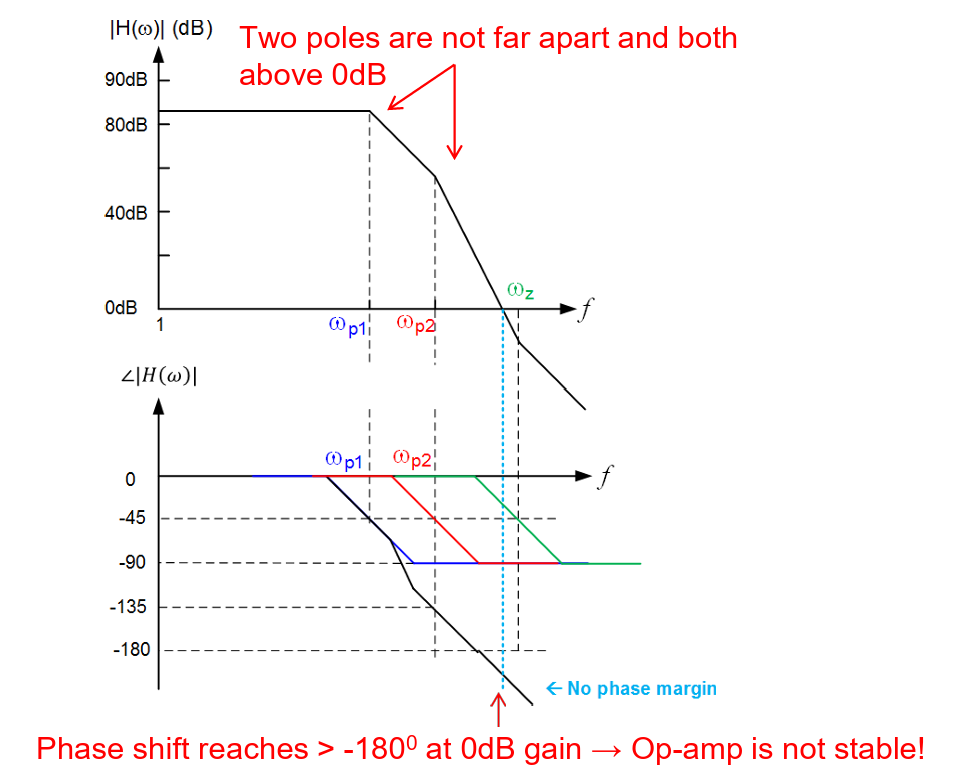 |H(ω)| (dB)
Two poles are not far apart and both
above 0dB
90dB
80dB
40dB
0dB
1
ωp1
ωp2
ωz
f
∠|H(ω)|
ωp1
ωp2
0
f
-45
-90
-135
-180
← No phase margin
Phase shift reaches > -180⁰ at 0dB gain → Op-amp is not stable!